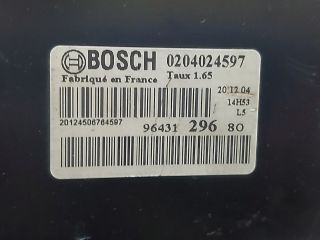 BOSCH 0204024597
Fabriqué en France Taux 1.65
20.12.04
14H53
L5
20124506764597
96431 296 80